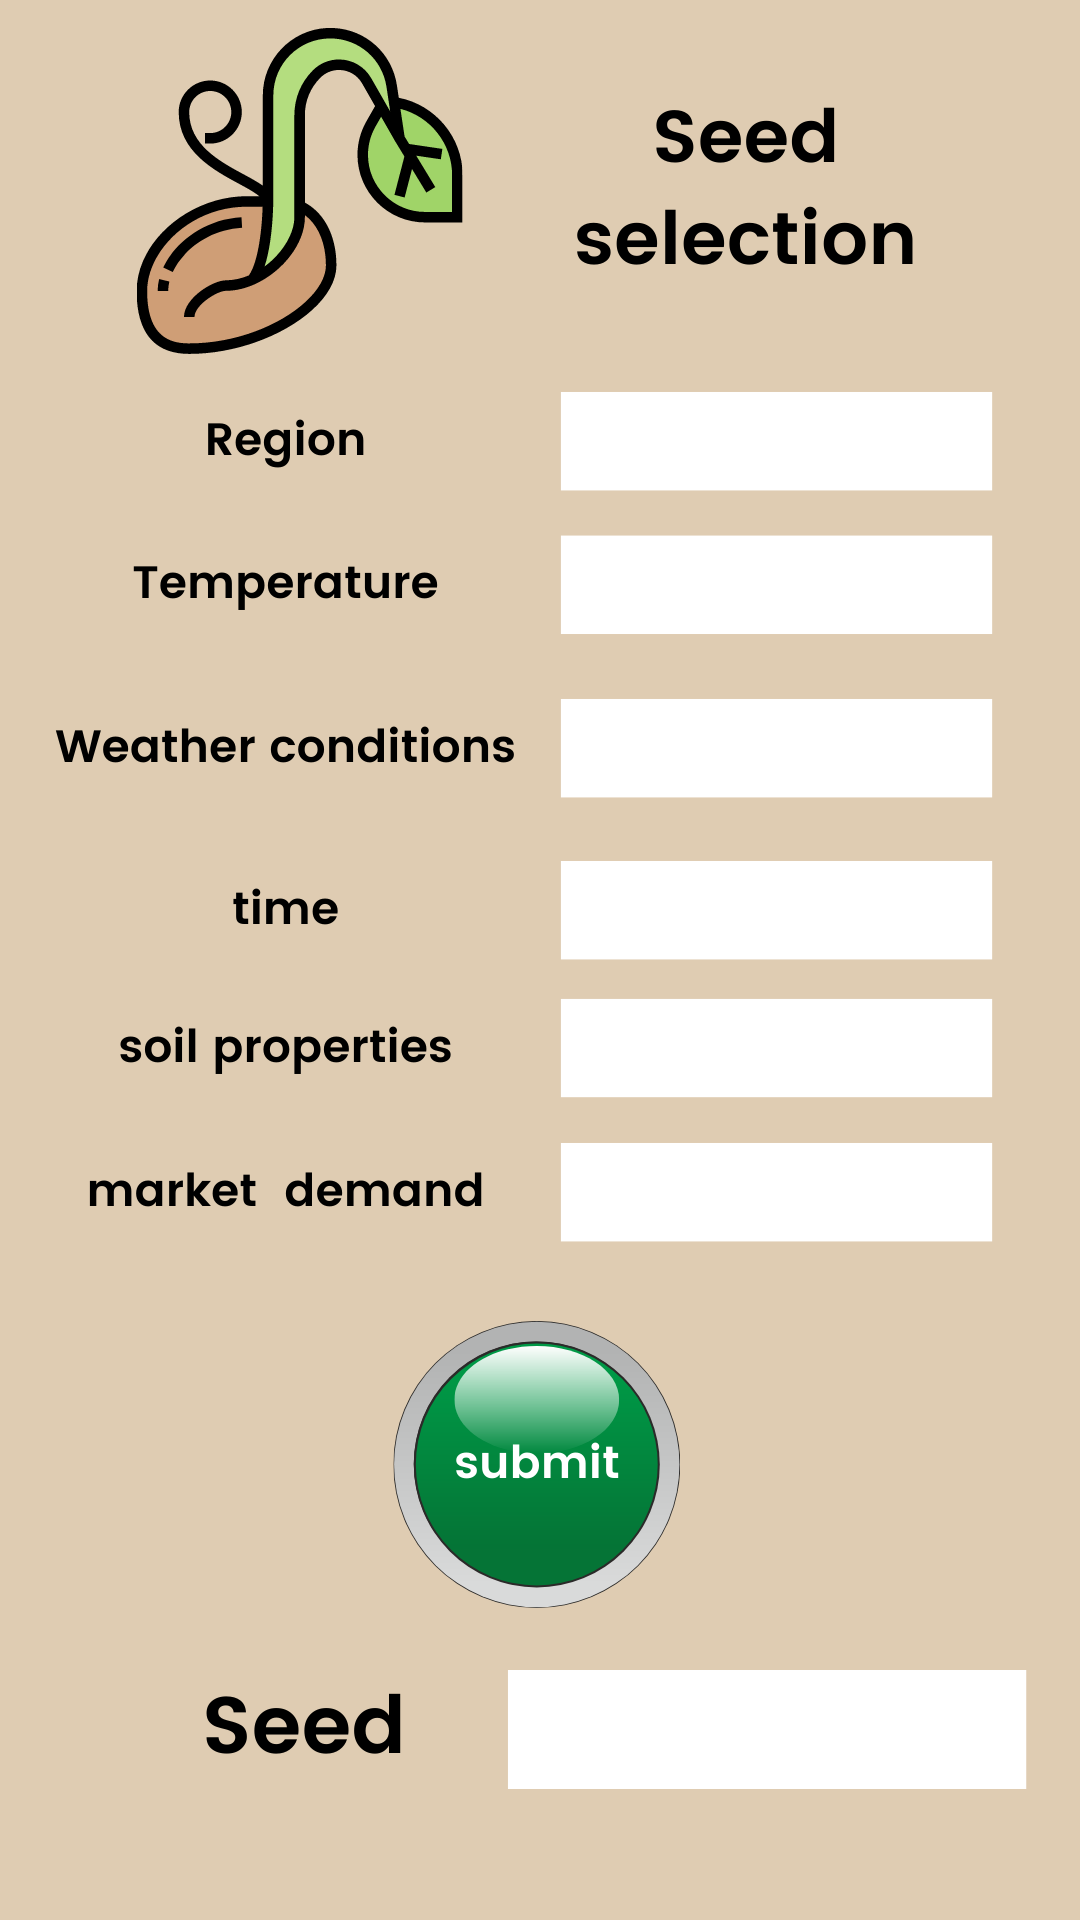 Seed
selection
Region
Temperature
Weather conditions
time
soil properties
market  demand
submit
Seed